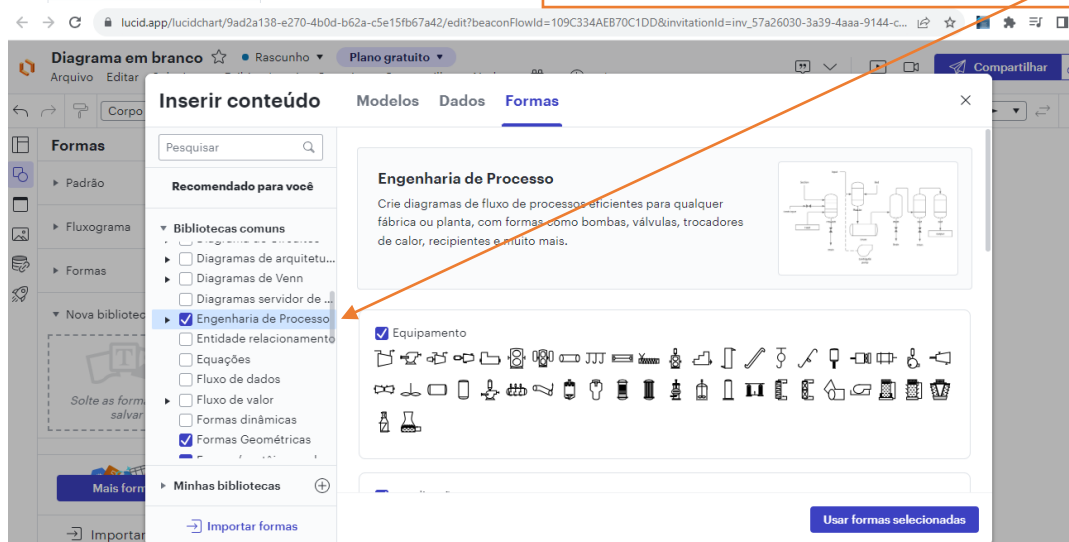 lucid.app/lucidchart/9ad2a138-e270-4b0d-b62a-c5e15fb67a42/edit?beaconFlowId=109C334AEB70C1DD&invitationId=inv_57a26030-3a39-4aaa-9144-c...
Diagrama em branco • Rascunho Plano gratuito
Arquivo Editar
Compartilhar
Corpo
Inserir conteúdo
Modelos Dados Formas
Formas
Padrão
Fluxograma
Formas
Nova bibliotec
Solte as form
salvar
Mais form
Importar
Pesquisar
Recomendado para você
Bibliotecas comuns
Diagramas de arquitetu...
Diagramas de Venn
Diagramas servidor de ...
Engenharia de Processo
Entidade relacionamento
Equações
Fluxo de dados
Fluxo de valor
Formas dinâmicas
Formas Geométricas
Minhas bibliotecas
Importar formas
Engenharia de Processo
Crie diagramas de fluxo de processos eficientes para qualquer
fábrica ou planta, com formas como bombas, válvulas, trocadores
de calor, recipientes e muito mais.
Equipamento
Usar formas selecionadas